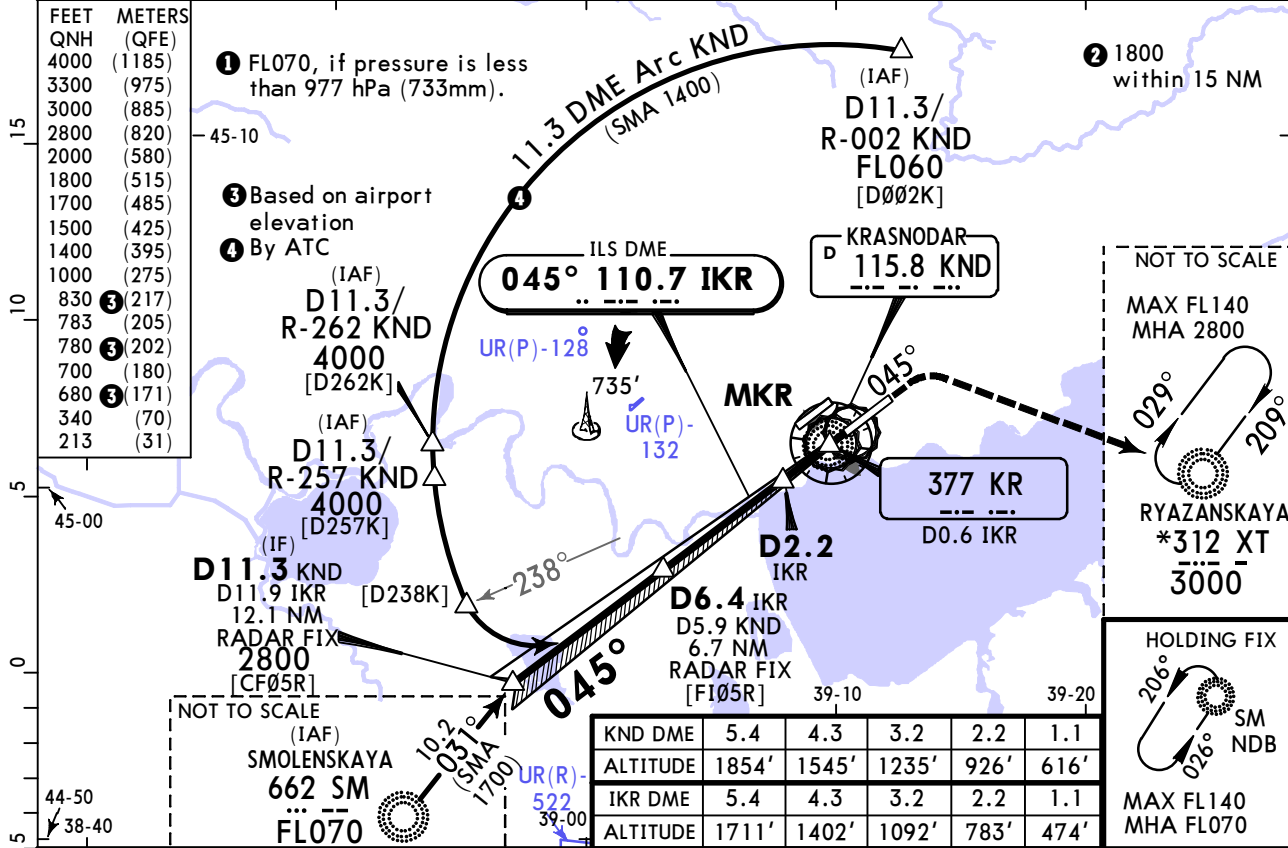 FEET METERS
QNH (QFE)
4000 (1185)
3300 (975)
3000 (885)
2800 (820)
2000 (580)
1800 (515)
1700 (485)
1500 (425)
1400 (395)
1000 (275)
830 3 (217)
783 (205)
780 3 (202)
700 (180)
680 3 (171)
340 (70)
213 (31)
1 FL070, if pressure is less
than 977 hPa (733mm).
2 1800
within 15 NM
3 Based on airport
elevation
4 By ATC
11.3 DME Arc KND
(SMA 1400)
4
(IAF)
D11.3/
R-002 KND
FL060
[DØØ2K]
45-10
15
10
5
0
5
(IAF)
D11.3/
R-262 KND
4000
[D262K]
(IAF)
D11.3/
R-257 KND
4000
[D257K]
ILS DME
045° 110.7 IKR
KRASNODAR
D 115.8 KND
UR(P)-128
735'
UR(P)-
132
MKR
045°
377 KR
D0.6 IKR
NOT TO SCALE
MAX FL140
MHA 2800
029°
209°
RYAZANSKAYA
*312 XT
3000
45-00
(IF)
D11.3 KND
D11.9 IKR
12.1 NM
RADAR FIX
2800
[CFØ5R]
[D238K]
238°
D2.2
IKR
D6.4 IKR
D5.9 KND
6.7 NM
RADAR FIX
[FIØ5R]
045°
39-10
39-20
HOLDING FIX
206°
026°
SM
NDB
MAX FL140
MHA FL070
NOT TO SCALE
(IAF)
SMOLENSKAYA
662 SM
FL070
10.2
031°
(SMA
1700)
UR(R)-
522
39-00
44-50
38-40
KND DME 5.4 4.3 3.2 2.2 1.1
ALTITUDE 1854' 1545' 1235' 926' 616'
IKR DME 5.4 4.3 3.2 2.2 1.1
ALTITUDE 1711' 1402' 1092' 783' 474'